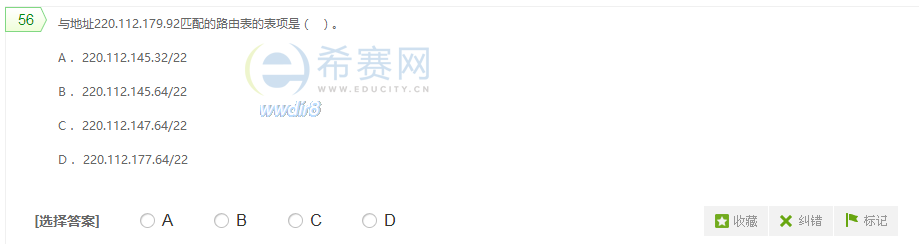 56
与地址220.112.179.92匹配的路由表的表项是（ ）。
A． 220.112.145.32/22
B． 220.112.145.64/22
C． 220.112.147.64/22
D． 220.112.177.64/22
希赛网
WWW.EDUCITY.CN
wwdir8
[选择答案] A B C D 收藏 纠错 标记